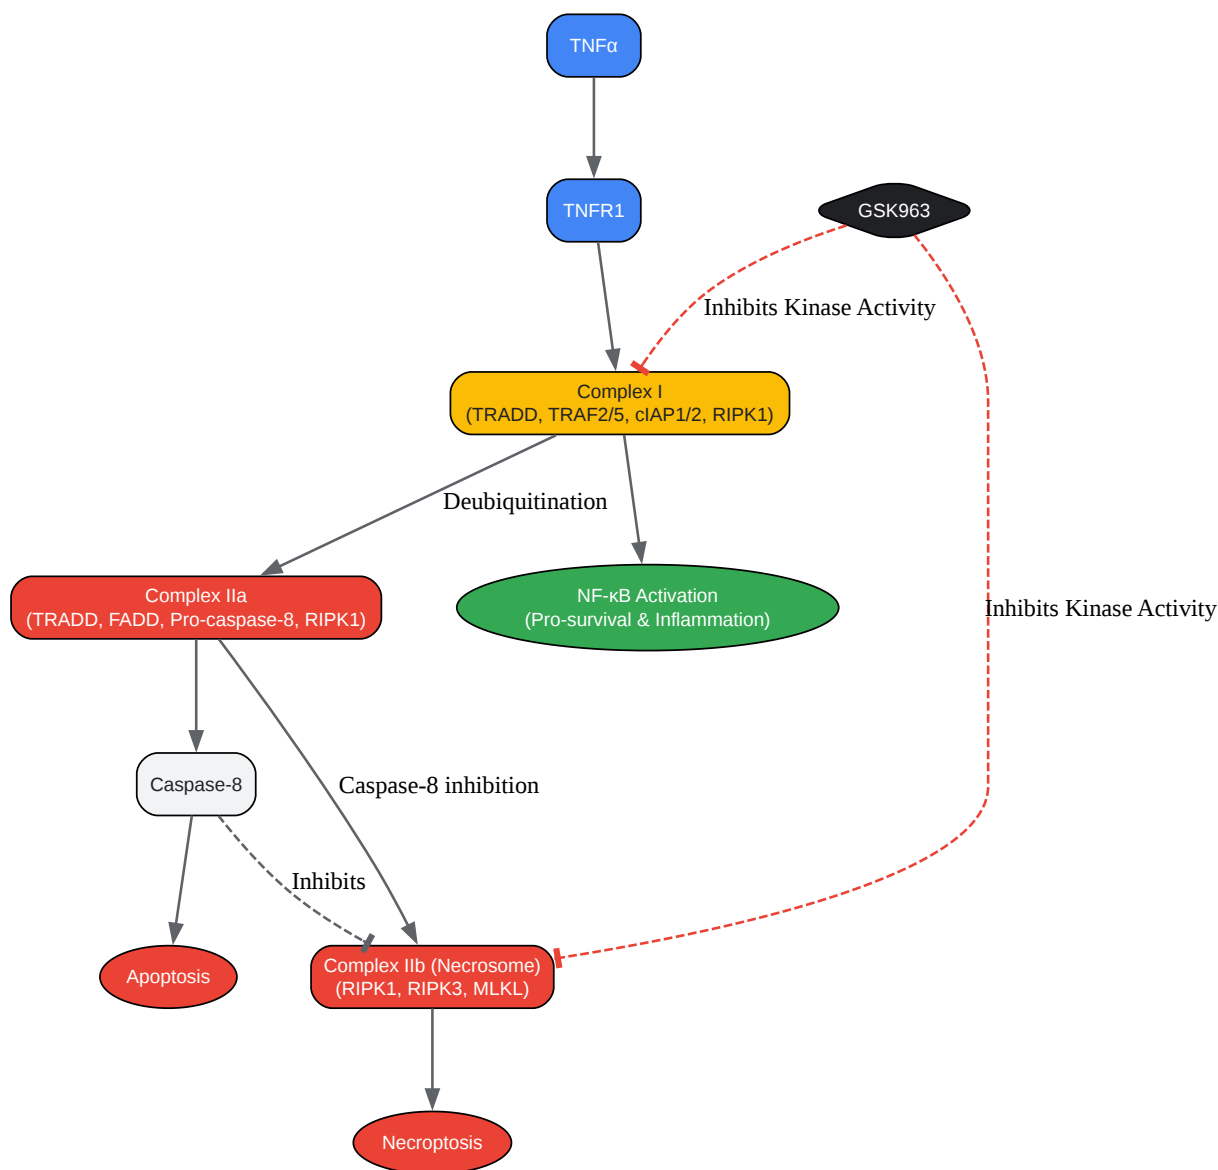 TNFα
TNFR1
GSK963
Inhibits Kinase Activity
Complex I
(TRADD, TRAF2/5, cIAP1/2, RIPK1)
Deubiquitination
Complex IIa
(TRADD, FADD, Pro-caspase-8, RIPK1)
NF-κB Activation
(Pro-survival & Inflammation)
Inhibits Kinase Activity
Caspase-8
Caspase-8 inhibition
Inhibits
Apoptosis
Complex IIb (Necrosome)
(RIPK1, RIPK3, MLKL)
Necroptosis